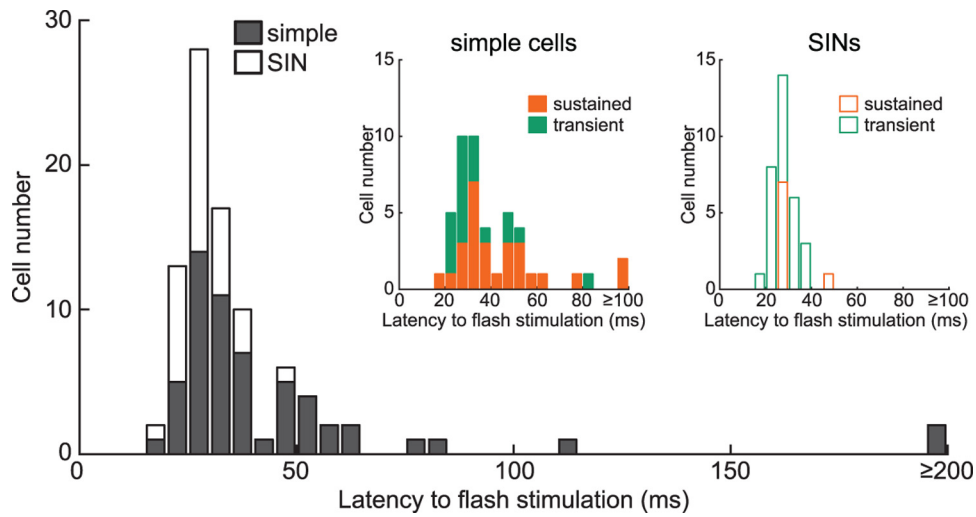 30
20
10
0
Cell number
simple
SIN
0
50
100
150
≥200
Latency to flash stimulation (ms)
simple cells
15
10
5
0
Cell number
sustained
transient
0 20 40 60 80 ≥100
Latency to flash stimulation (ms)
SINs
15
10
5
0
Cell number
sustained
transient
0 20 40 60 80 ≥100
Latency to flash stimulation (ms)